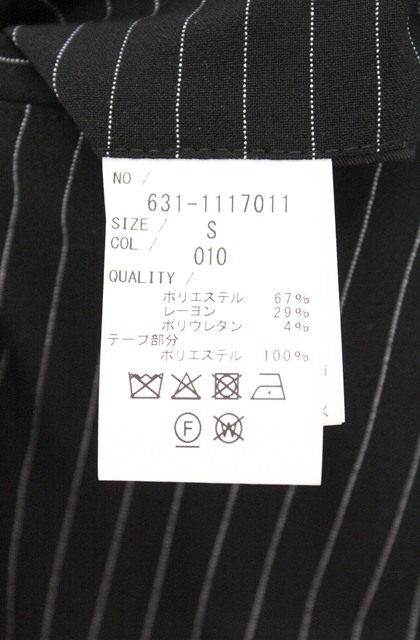 NO /
631-1117011
SIZE / S
COL / 010
QUALITY /
ポリエステル 67%
レーヨン 29%
ポリウレタン 4%
テープ部分
ポリエステル 100%
F W